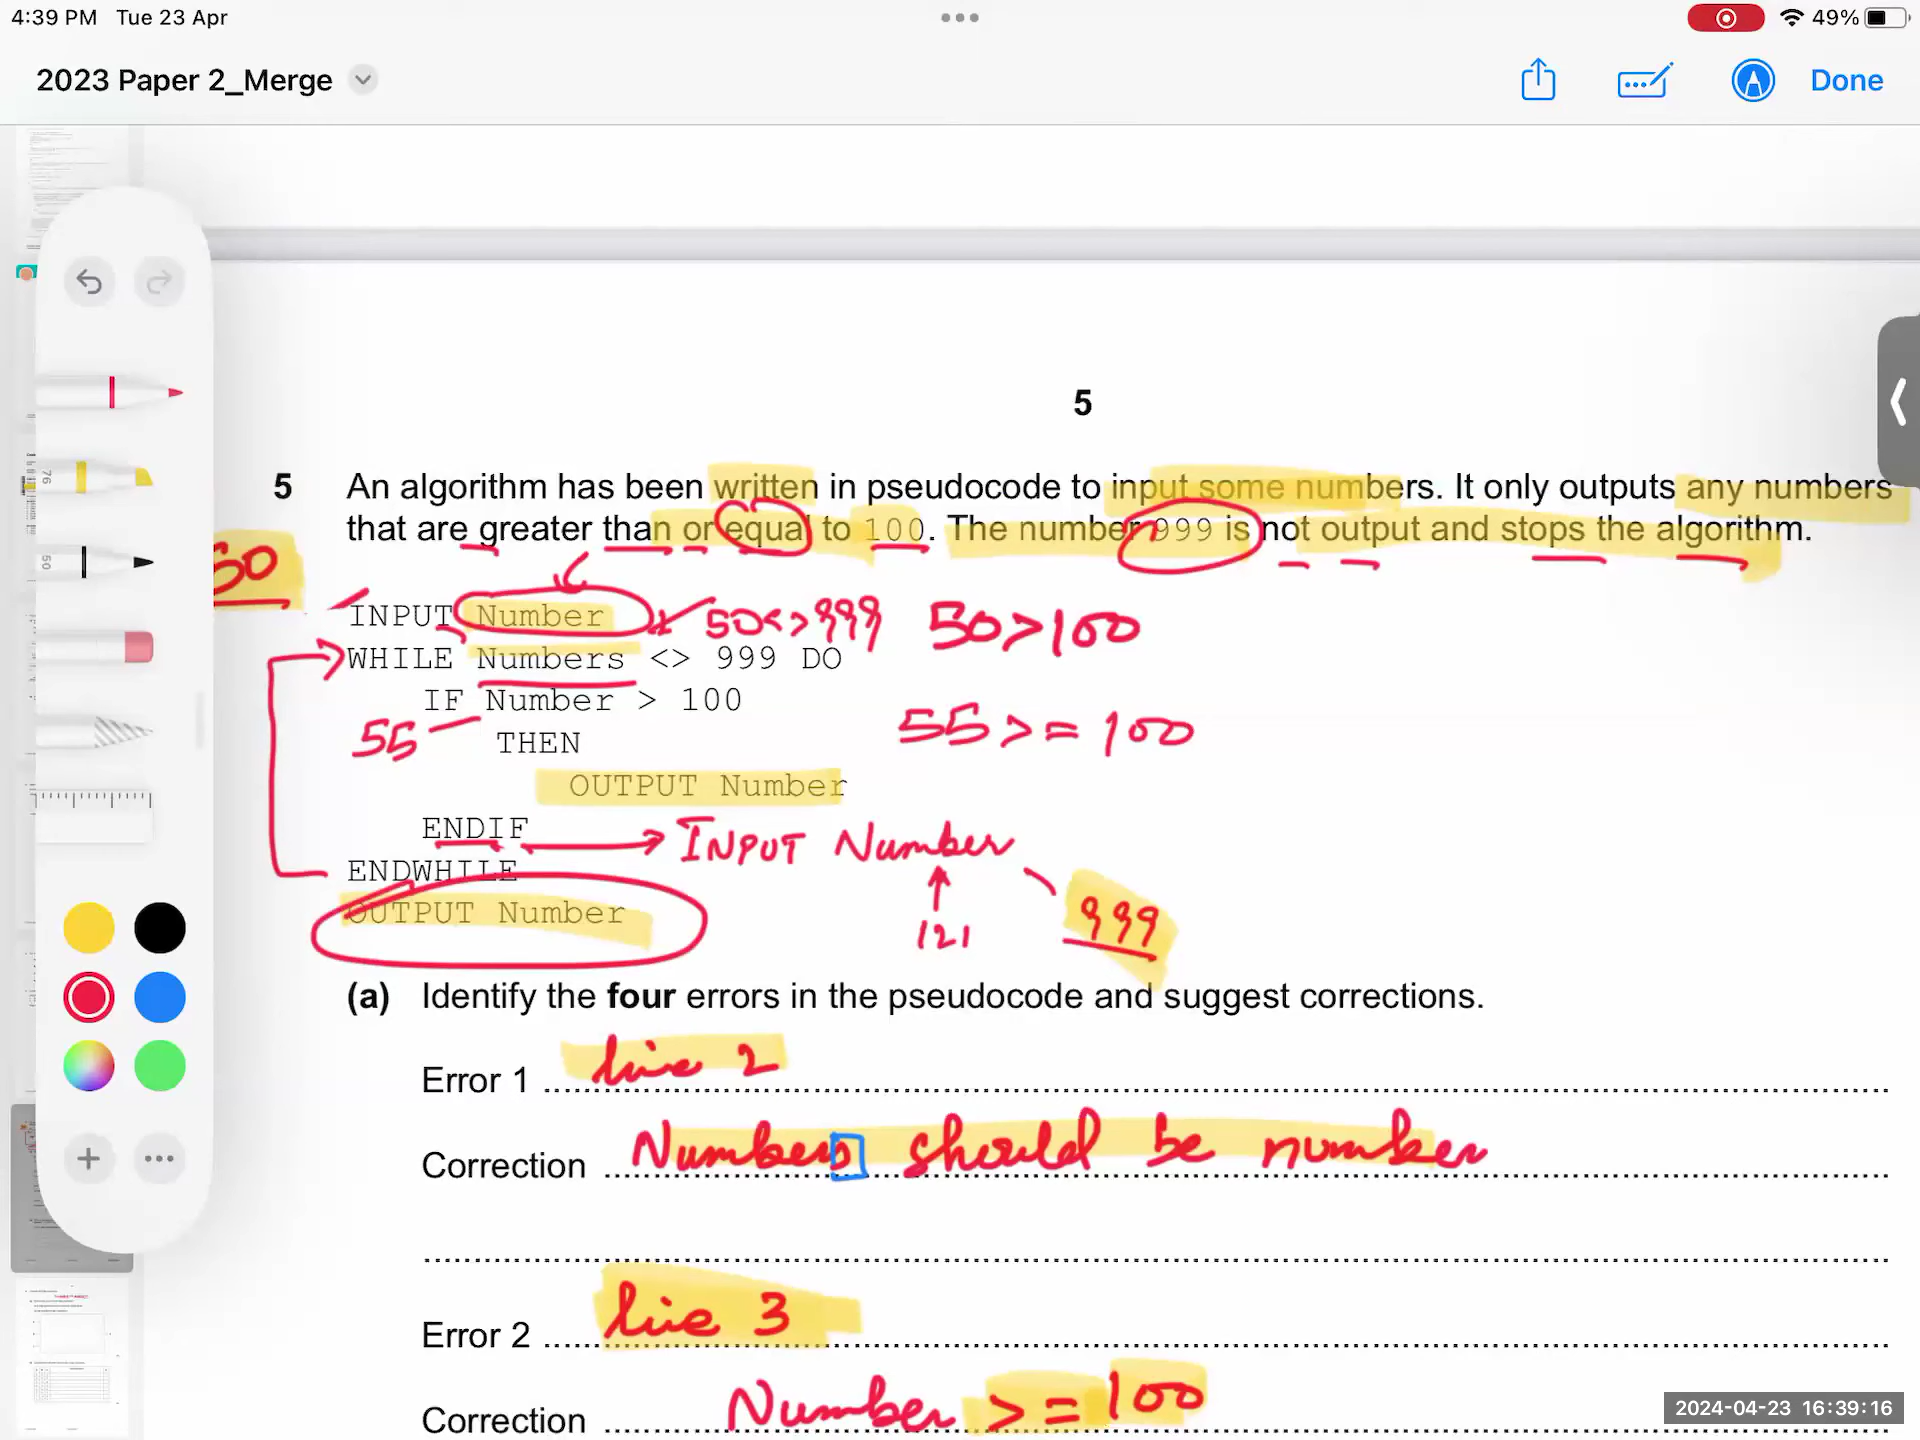 4:39 PM Tue 23 Apr
49%
2023 Paper 2_Merge
Done
5
5 An algorithm has been written in pseudocode to input some numbers. It only outputs any numbers
that are greater than or equal to 100. The number 999 is not output and stops the algorithm.
50
INPUT Number 50<>999 50>100
WHILE Numbers <> 999 DO
IF Number > 100
55 THEN 55 >= 100
OUTPUT Number
ENDIF INPUT Number
ENDWHILE
OUTPUT Number 121 999
(a) Identify the four errors in the pseudocode and suggest corrections.
Error 1 line 2
Correction Numbers should be number
Error 2 line 3
Correction Number >= 100
76
50
2024-04-23 16:39:16